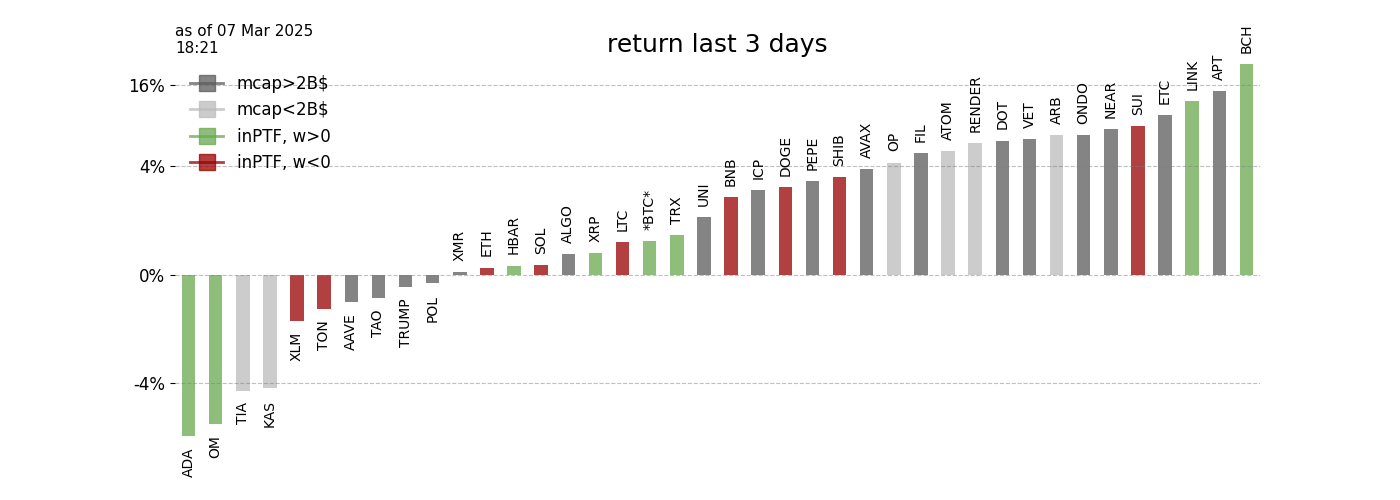 as of 07 Mar 2025
18:21
return last 3 days
mcap>2B$
mcap<2B$
inPTF, w>0
inPTF, w<0
16%
4%
0%
-4%
ADA
OM
TIA
KAS
XLM
TON
AAVE
TAO
TRUMP
POL
XMR
ETH
HBAR
SOL
ALGO
XRP
LTC
*BTC*
TRX
UNI
BNB
ICP
DOGE
PEPE
SHIB
AVAX
OP
FIL
ATOM
RENDER
DOT
VET
ARB
ONDO
NEAR
SUI
ETC
LINK
APT
BCH